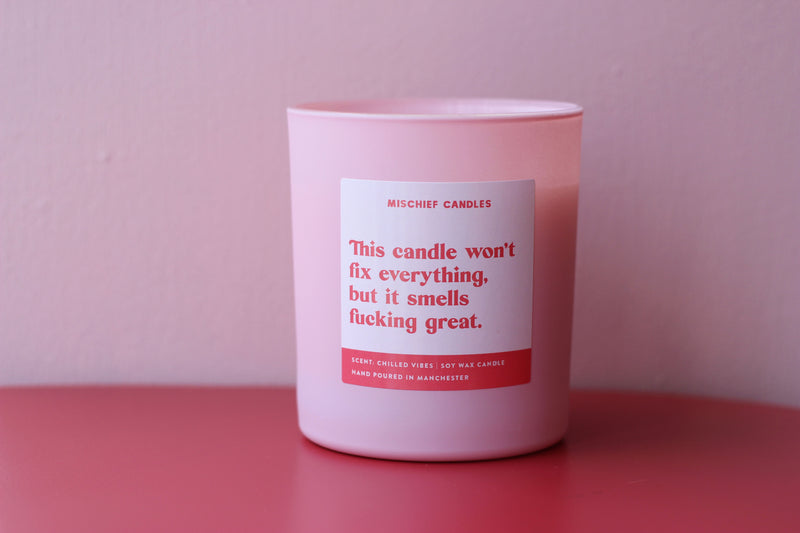 MISCHIEF CANDLES
This candle won't
fix everything,
but it smells
fucking great.
SCENT: CHILLED VIBES | SOY WAX CANDLE
HAND POURED IN MANCHESTER